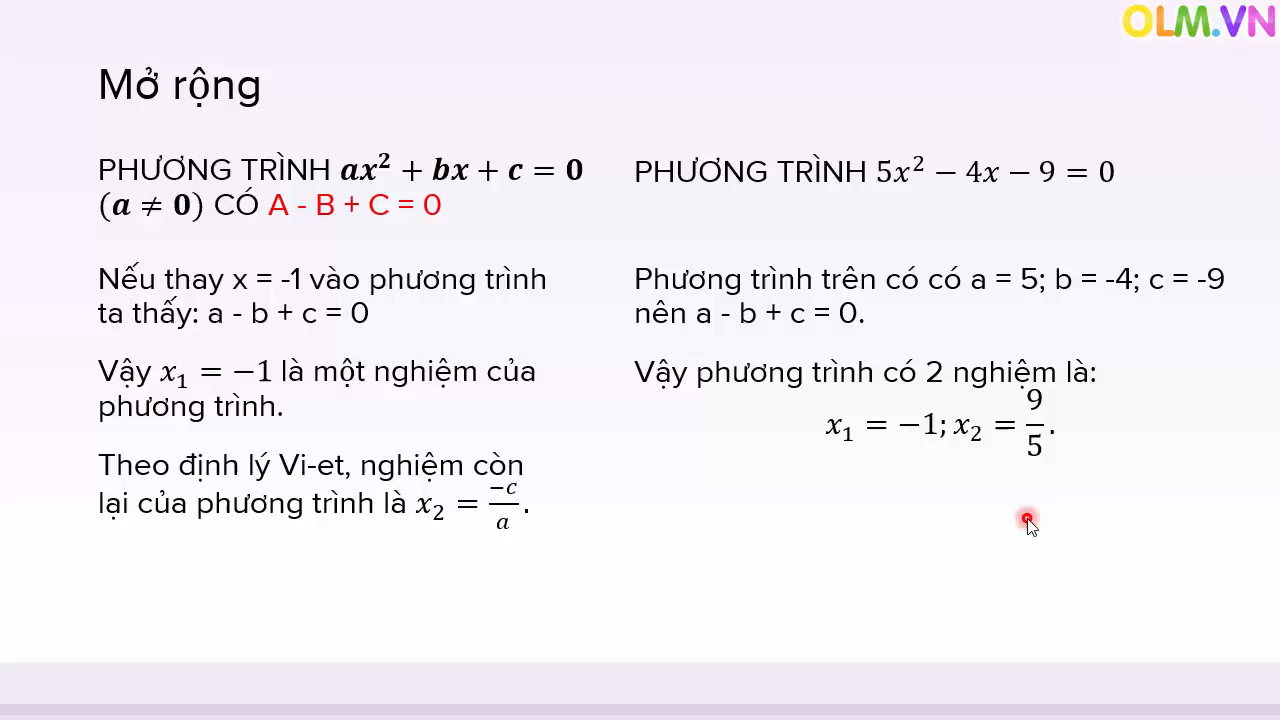 OLM.VN
Mở rộng
PHƯƠNG TRÌNH 𝒂𝒙² + 𝒃𝒙 + 𝒄 = 𝟎
(𝒂 ≠ 𝟎) CÓ A - B + C = 0
Nếu thay x = -1 vào phương trình
ta thấy: a - b + c = 0
Vậy x₁ = −1 là một nghiệm của
phương trình.
Theo định lý Vi-et, nghiệm còn
lại của phương trình là x₂ = −c/a.
PHƯƠNG TRÌNH 5x² − 4x − 9 = 0
Phương trình trên có có a = 5; b = -4; c = -9
nên a - b + c = 0.
Vậy phương trình có 2 nghiệm là:
x₁ = −1; x₂ = 9/5.